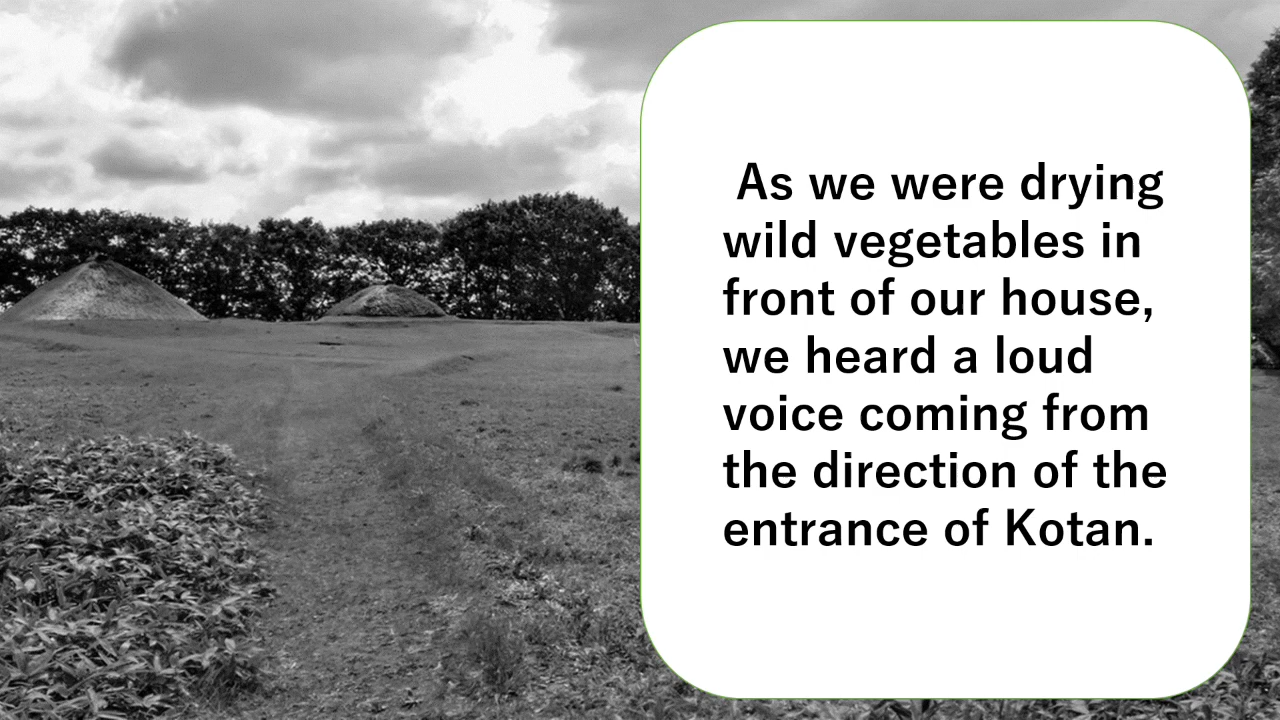 As we were drying
wild vegetables in
front of our house,
we heard a loud
voice coming from
the direction of the
entrance of Kotan.